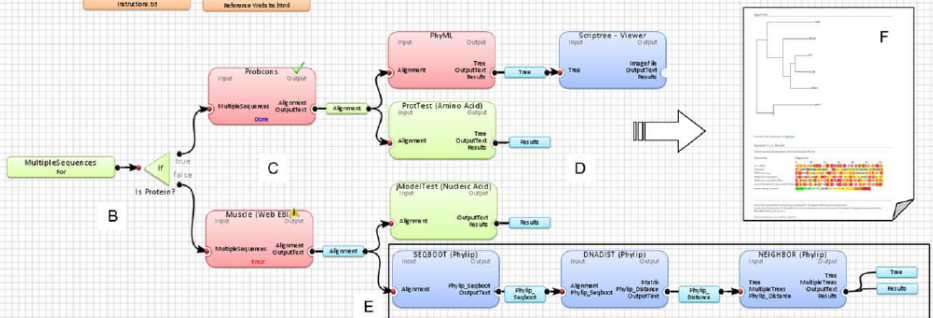 Instructions.txt
Reference Website.html
MultipleSequences
For
If
true
false
Is Protein?
B
Probcons
Input
Output
MultipleSequences
Alignment
OutputText
Done
Alignment
C
Muscle (Web EBI)
Input
Output
MultipleSequences
Alignment
OutputText
Error
Alignment
PhyML
Input
Output
Alignment
Tree
OutputText
Results
Tree
Scriptree - Viewer
Input
Output
Tree
ImageFile
OutputText
Results
ProtTest (Amino Acid)
Input
Output
Alignment
Tree
OutputText
Results
Results
D
jModelTest (Nucleic Acid)
Input
Output
Alignment
OutputText
Results
Results
E
SEQBOOT (Phylip)
Input
Output
Alignment
Phylip_Seqboot
OutputText
Phylip_
Seqboot
DNADIST (Phylip)
Input
Output
Alignment
Phylip_Seqboot
Matrix
Phylip_Distance
OutputText
Phylip_
Distance
NEIGHBOR (Phylip)
Input
Output
Tree
MultipleTrees
Phylip_Distance
Tree
MultipleTrees
OutputText
Results
Tree
Results
F